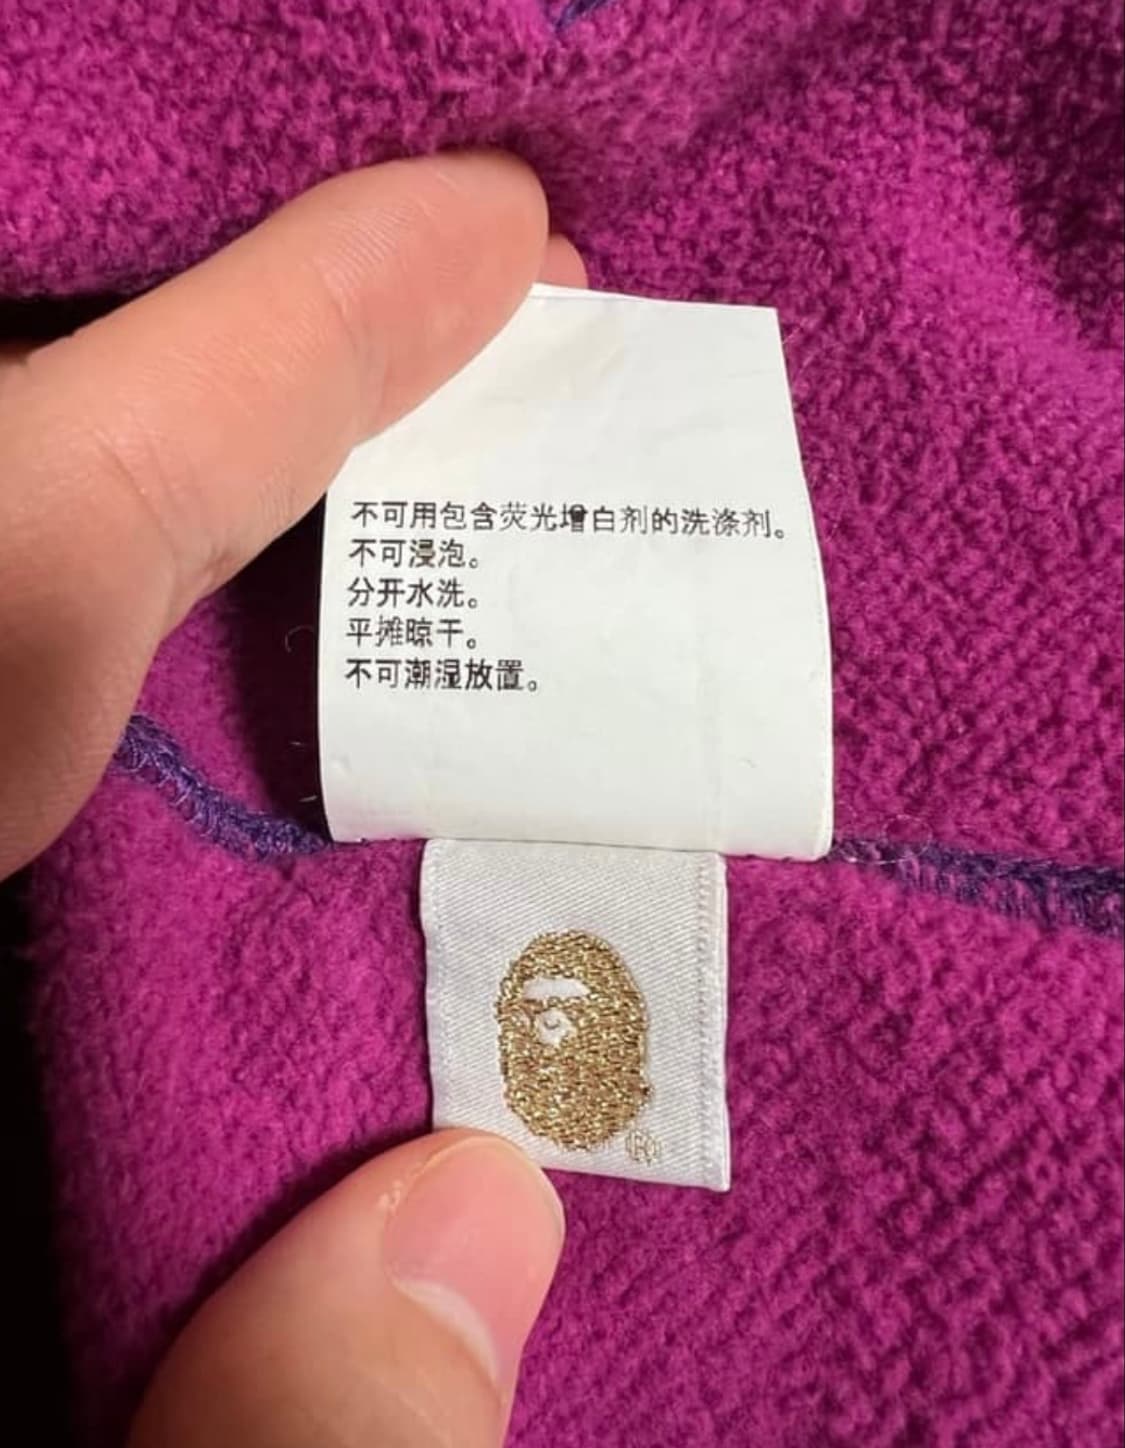 不可用包含荧光增白剂的洗涤剂。
不可浸泡。
分开水洗。
平摊晾干。
不可潮湿放置。
®